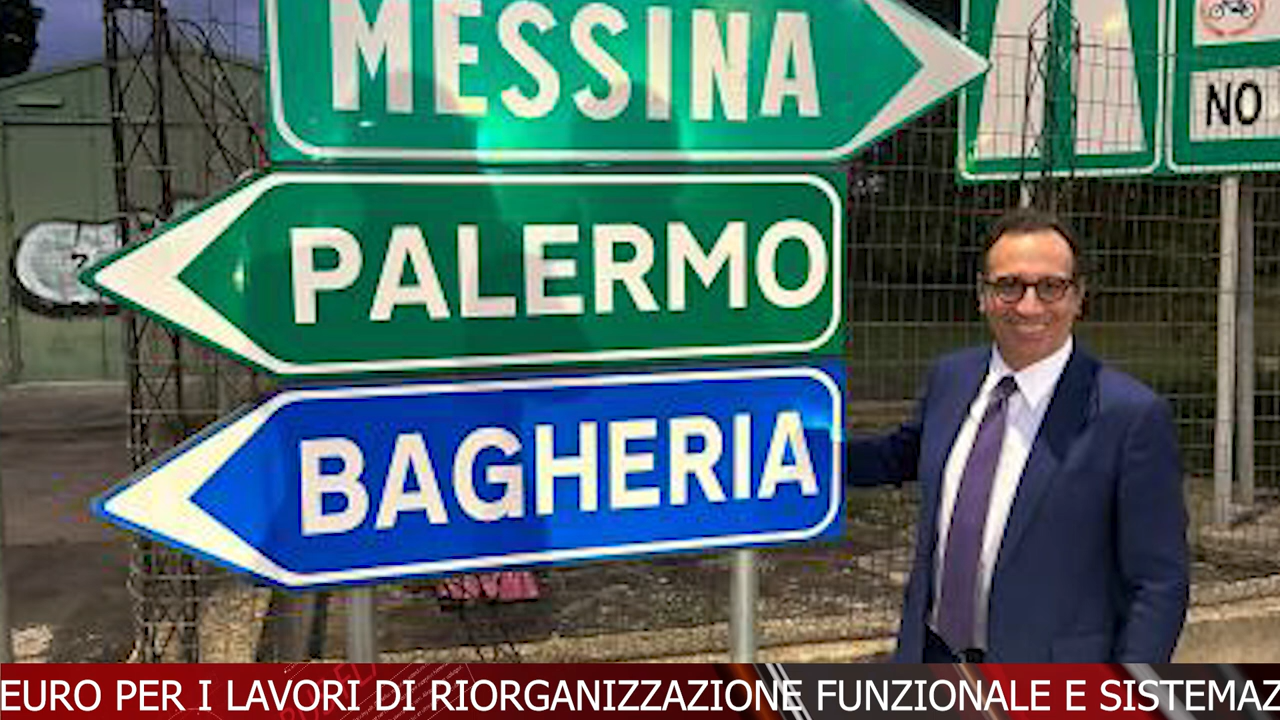 MESSINA
NO
PALERMO
BAGHERIA
EURO PER I LAVORI DI RIORGANIZZAZIONE FUNZIONALE E SISTEMAZ